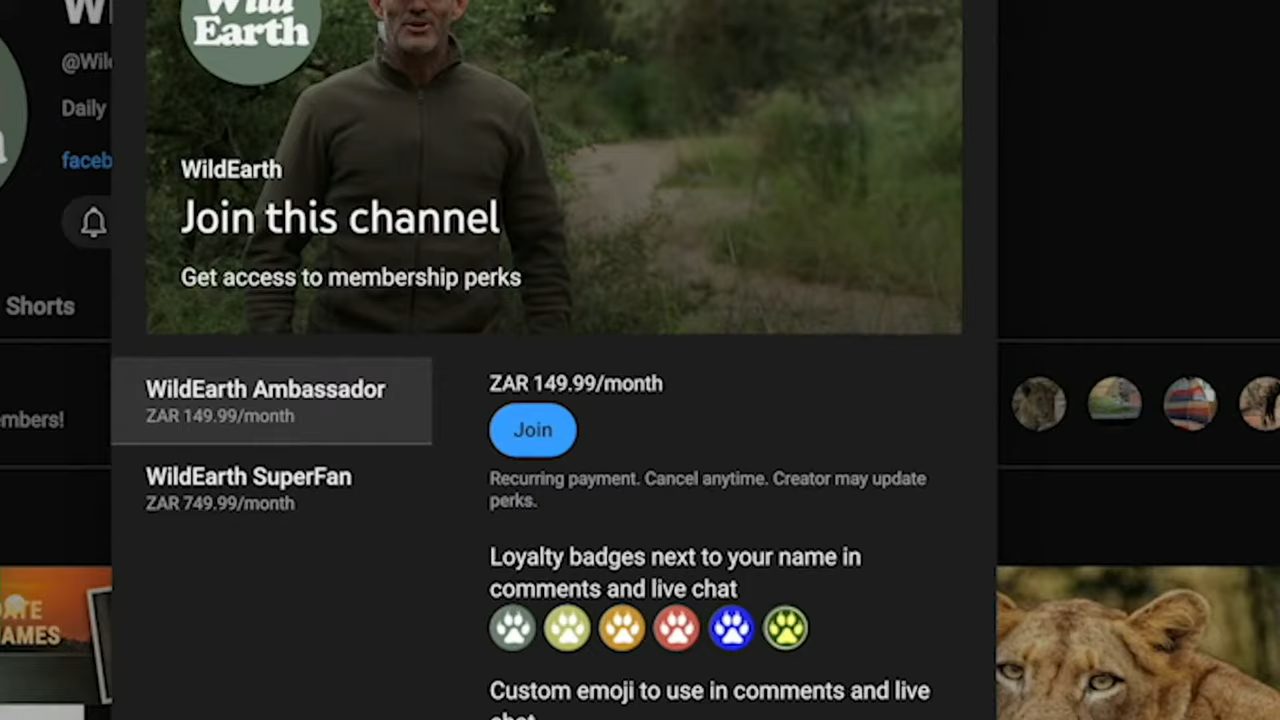 Wild
Earth
@Wil
Daily
faceb
WildEarth
Join this channel
Get access to membership perks
Shorts
embers!
WildEarth Ambassador
ZAR 149.99/month
WildEarth SuperFan
ZAR 749.99/month
ZAR 149.99/month
Join
Recurring payment. Cancel anytime. Creator may update
perks.
Loyalty badges next to your name in
comments and live chat
Custom emoji to use in comments and live
chat
AMES